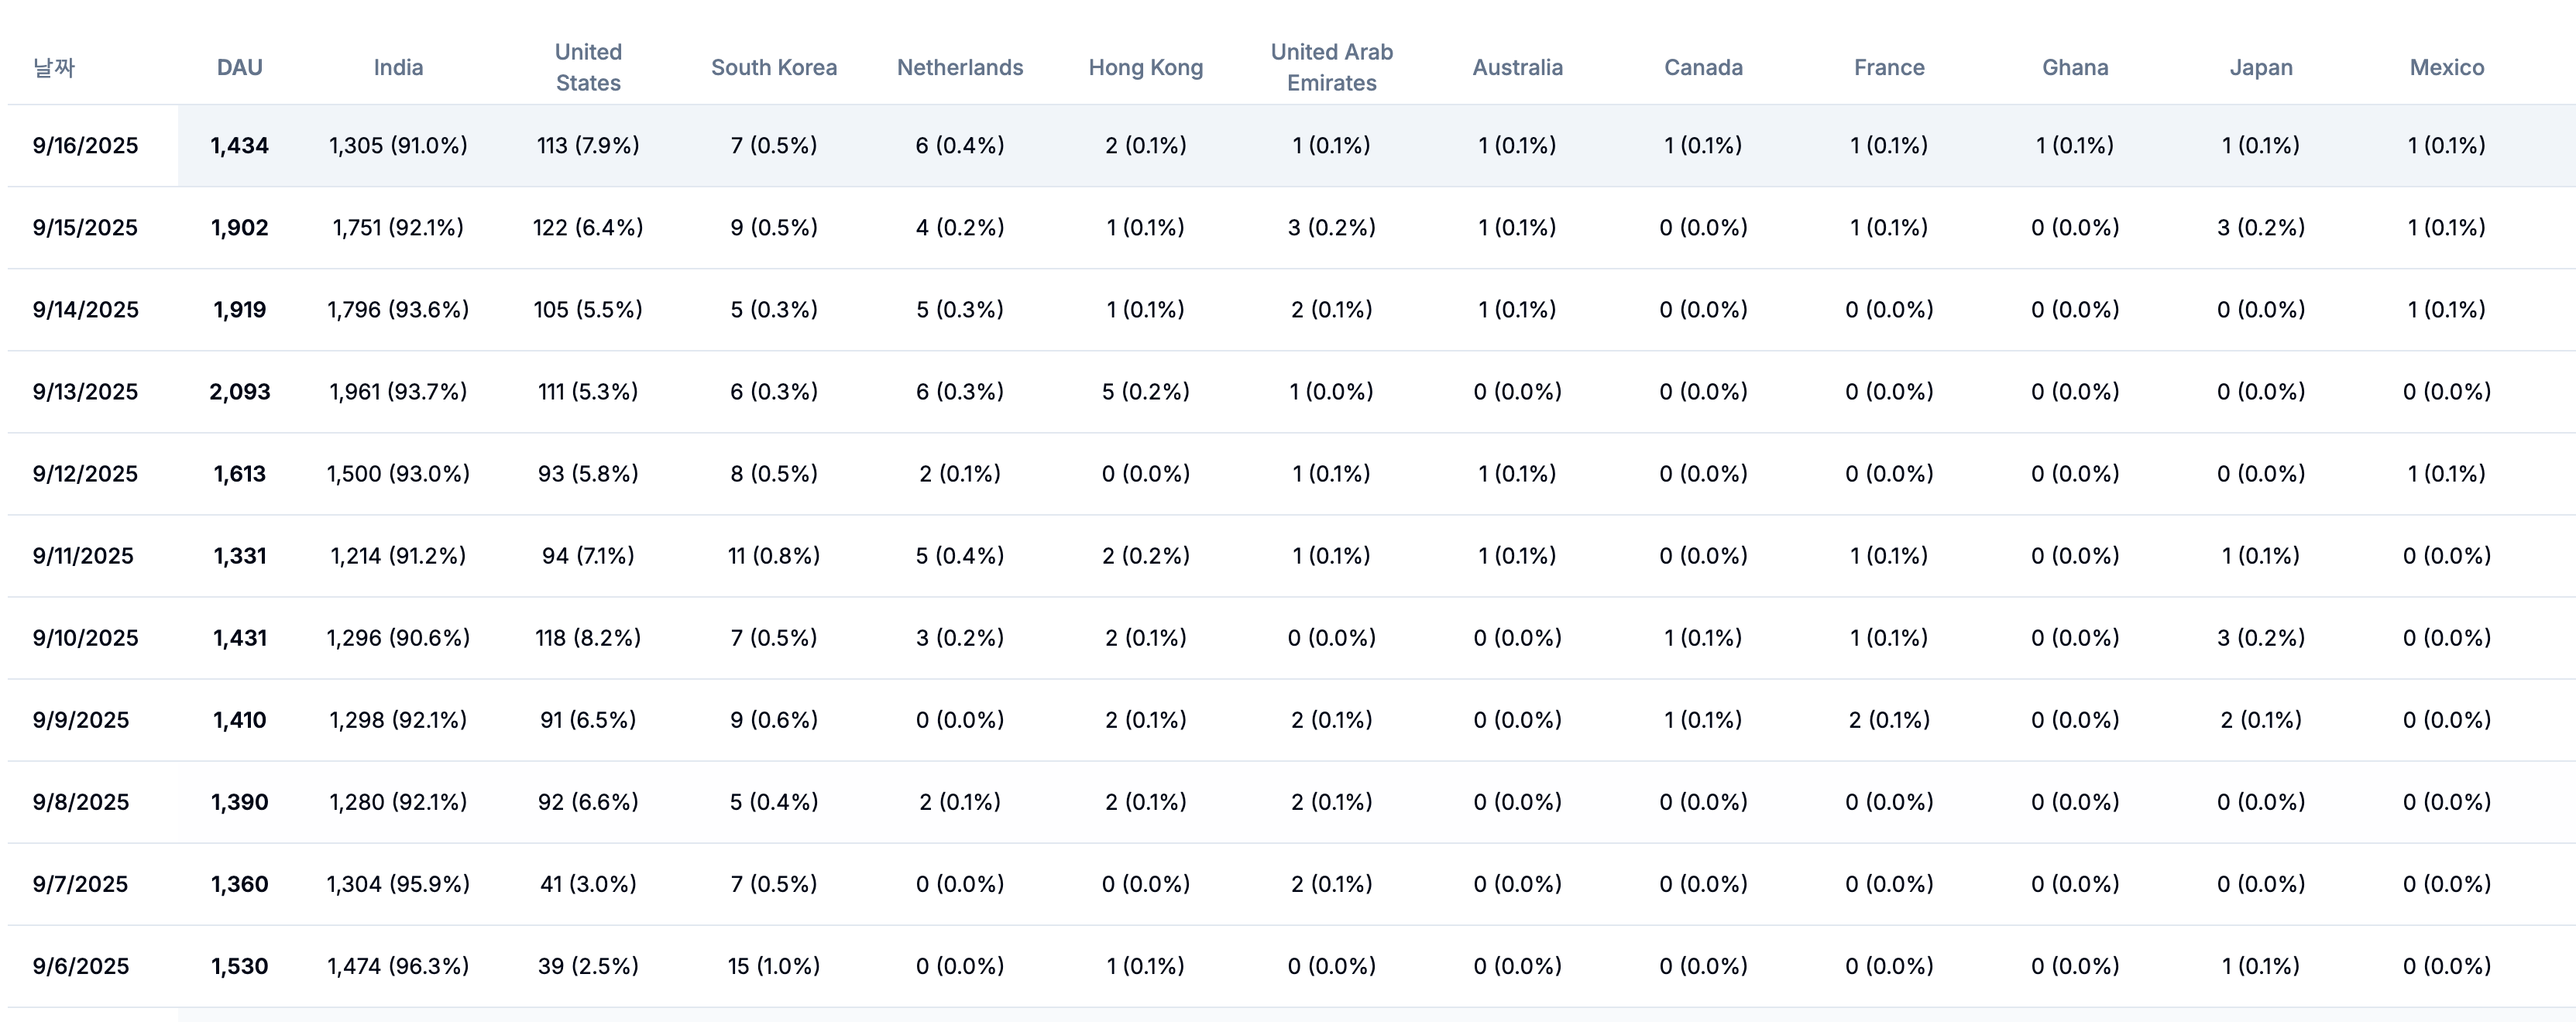 날짜 DAU India United States South Korea Netherlands Hong Kong United Arab Emirates Australia Canada France Ghana Japan Mexico
9/16/2025 1,434 1,305 (91.0%) 113 (7.9%) 7 (0.5%) 6 (0.4%) 2 (0.1%) 1 (0.1%) 1 (0.1%) 1 (0.1%) 1 (0.1%) 1 (0.1%) 1 (0.1%) 1 (0.1%)
9/15/2025 1,902 1,751 (92.1%) 122 (6.4%) 9 (0.5%) 4 (0.2%) 1 (0.1%) 3 (0.2%) 1 (0.1%) 0 (0.0%) 1 (0.1%) 0 (0.0%) 3 (0.2%) 1 (0.1%)
9/14/2025 1,919 1,796 (93.6%) 105 (5.5%) 5 (0.3%) 5 (0.3%) 1 (0.1%) 2 (0.1%) 1 (0.1%) 0 (0.0%) 0 (0.0%) 0 (0.0%) 0 (0.0%) 1 (0.1%)
9/13/2025 2,093 1,961 (93.7%) 111 (5.3%) 6 (0.3%) 6 (0.3%) 5 (0.2%) 1 (0.0%) 0 (0.0%) 0 (0.0%) 0 (0.0%) 0 (0.0%) 0 (0.0%) 0 (0.0%)
9/12/2025 1,613 1,500 (93.0%) 93 (5.8%) 8 (0.5%) 2 (0.1%) 0 (0.0%) 1 (0.1%) 1 (0.1%) 0 (0.0%) 0 (0.0%) 0 (0.0%) 0 (0.0%) 1 (0.1%)
9/11/2025 1,331 1,214 (91.2%) 94 (7.1%) 11 (0.8%) 5 (0.4%) 2 (0.2%) 1 (0.1%) 1 (0.1%) 0 (0.0%) 1 (0.1%) 0 (0.0%) 1 (0.1%) 0 (0.0%)
9/10/2025 1,431 1,296 (90.6%) 118 (8.2%) 7 (0.5%) 3 (0.2%) 2 (0.1%) 0 (0.0%) 0 (0.0%) 1 (0.1%) 1 (0.1%) 0 (0.0%) 3 (0.2%) 0 (0.0%)
9/9/2025 1,410 1,298 (92.1%) 91 (6.5%) 9 (0.6%) 0 (0.0%) 2 (0.1%) 2 (0.1%) 0 (0.0%) 1 (0.1%) 2 (0.1%) 0 (0.0%) 2 (0.1%) 0 (0.0%)
9/8/2025 1,390 1,280 (92.1%) 92 (6.6%) 5 (0.4%) 2 (0.1%) 2 (0.1%) 2 (0.1%) 0 (0.0%) 0 (0.0%) 0 (0.0%) 0 (0.0%) 0 (0.0%) 0 (0.0%)
9/7/2025 1,360 1,304 (95.9%) 41 (3.0%) 7 (0.5%) 0 (0.0%) 0 (0.0%) 2 (0.1%) 0 (0.0%) 0 (0.0%) 0 (0.0%) 0 (0.0%) 0 (0.0%) 0 (0.0%)
9/6/2025 1,530 1,474 (96.3%) 39 (2.5%) 15 (1.0%) 0 (0.0%) 1 (0.1%) 0 (0.0%) 0 (0.0%) 0 (0.0%) 0 (0.0%) 0 (0.0%) 1 (0.1%) 0 (0.0%)